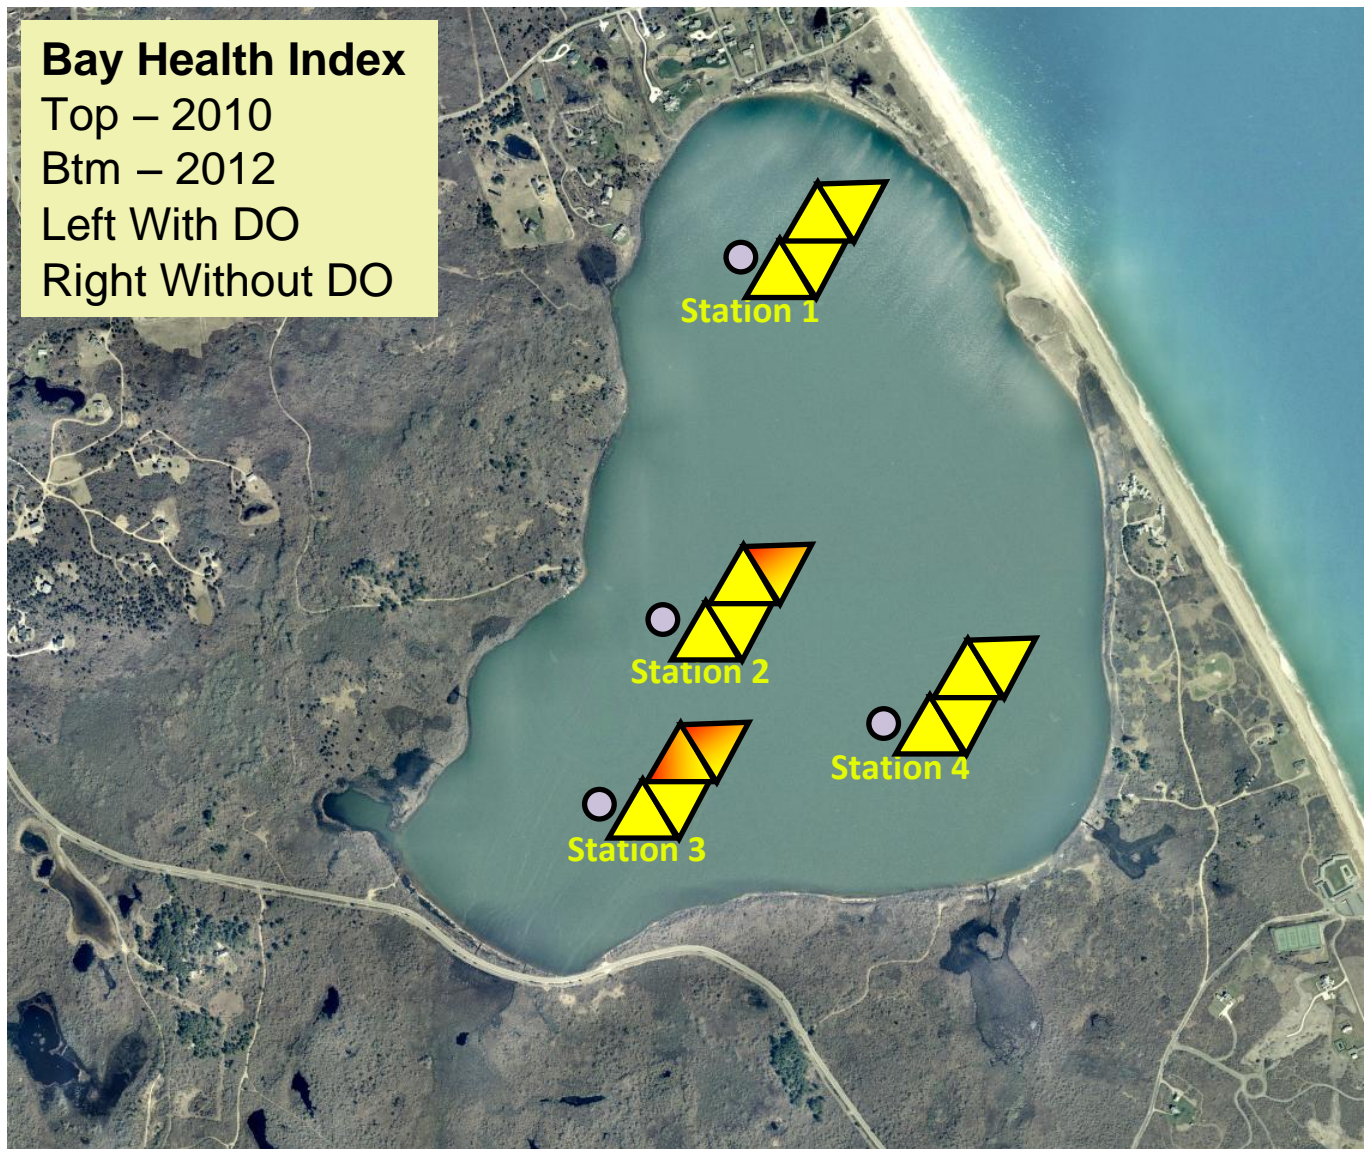 Bay Health Index
Top – 2010
Btm – 2012
Left With DO
Right Without DO
Station 1
Station 2
Station 4
Station 3